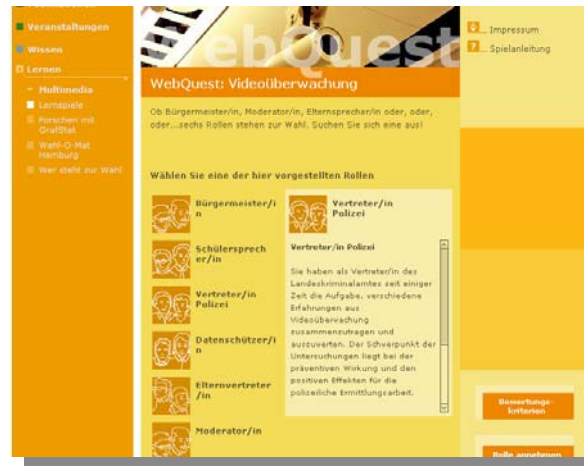 Veranstaltungen
Wissen
Lernen
Multimedia
Lernspiele
Forschen mit
GrafStat
Wahl-O-Mat
Hamburg
Wer steht zur Wahl
WebQuest
WebQuest: Videoüberwachung
Ob Bürgermeister/in, Moderator/in, Elternsprecher/in oder, oder,
oder...sechs Rollen stehen zur Wahl. Suchen Sie sich eine aus!
Wählen Sie eine der hier vorgestellten Rollen
Bürgermeister/i
n
Schülersprech
er/in
Vertreter/in
Polizei
Datenschützer/i
n
Elternvertreter
/in
Moderator/in
Vertreter/in
Polizei
Vertreter/in Polizei
Sie haben als Vertreter/in des
Landeskriminalamtes seit einiger
Zeit die Aufgabe, verschiedene
Erfahrungen aus
Videoüberwachung
zusammenzutragen und
auszuwerten. Der Schwerpunkt der
Untersuchungen liegt bei der
präventiven Wirkung und den
positiven Effekten für die
polizeiliche Ermittlungsarbeit.
... Impressum
?... Spielanleitung
Bewertungs-
kriterien
Rolle annehmen